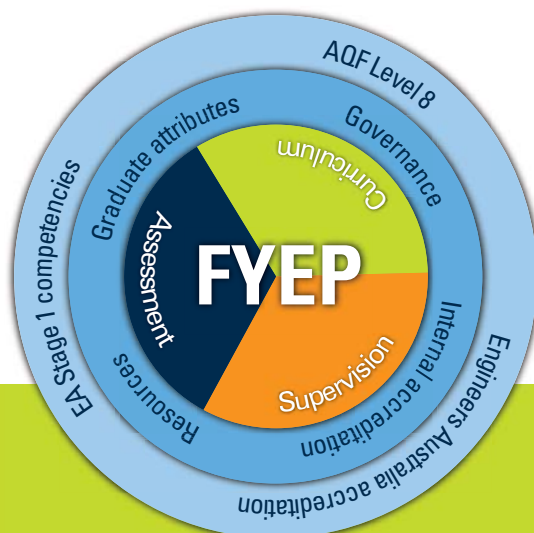 AQF Level 8
Engineers Australia accreditation
EA Stage 1 competencies
Graduate attributes
Governance
Internal accreditation
Resources
Curriculum
Supervision
Assessment
FYEP